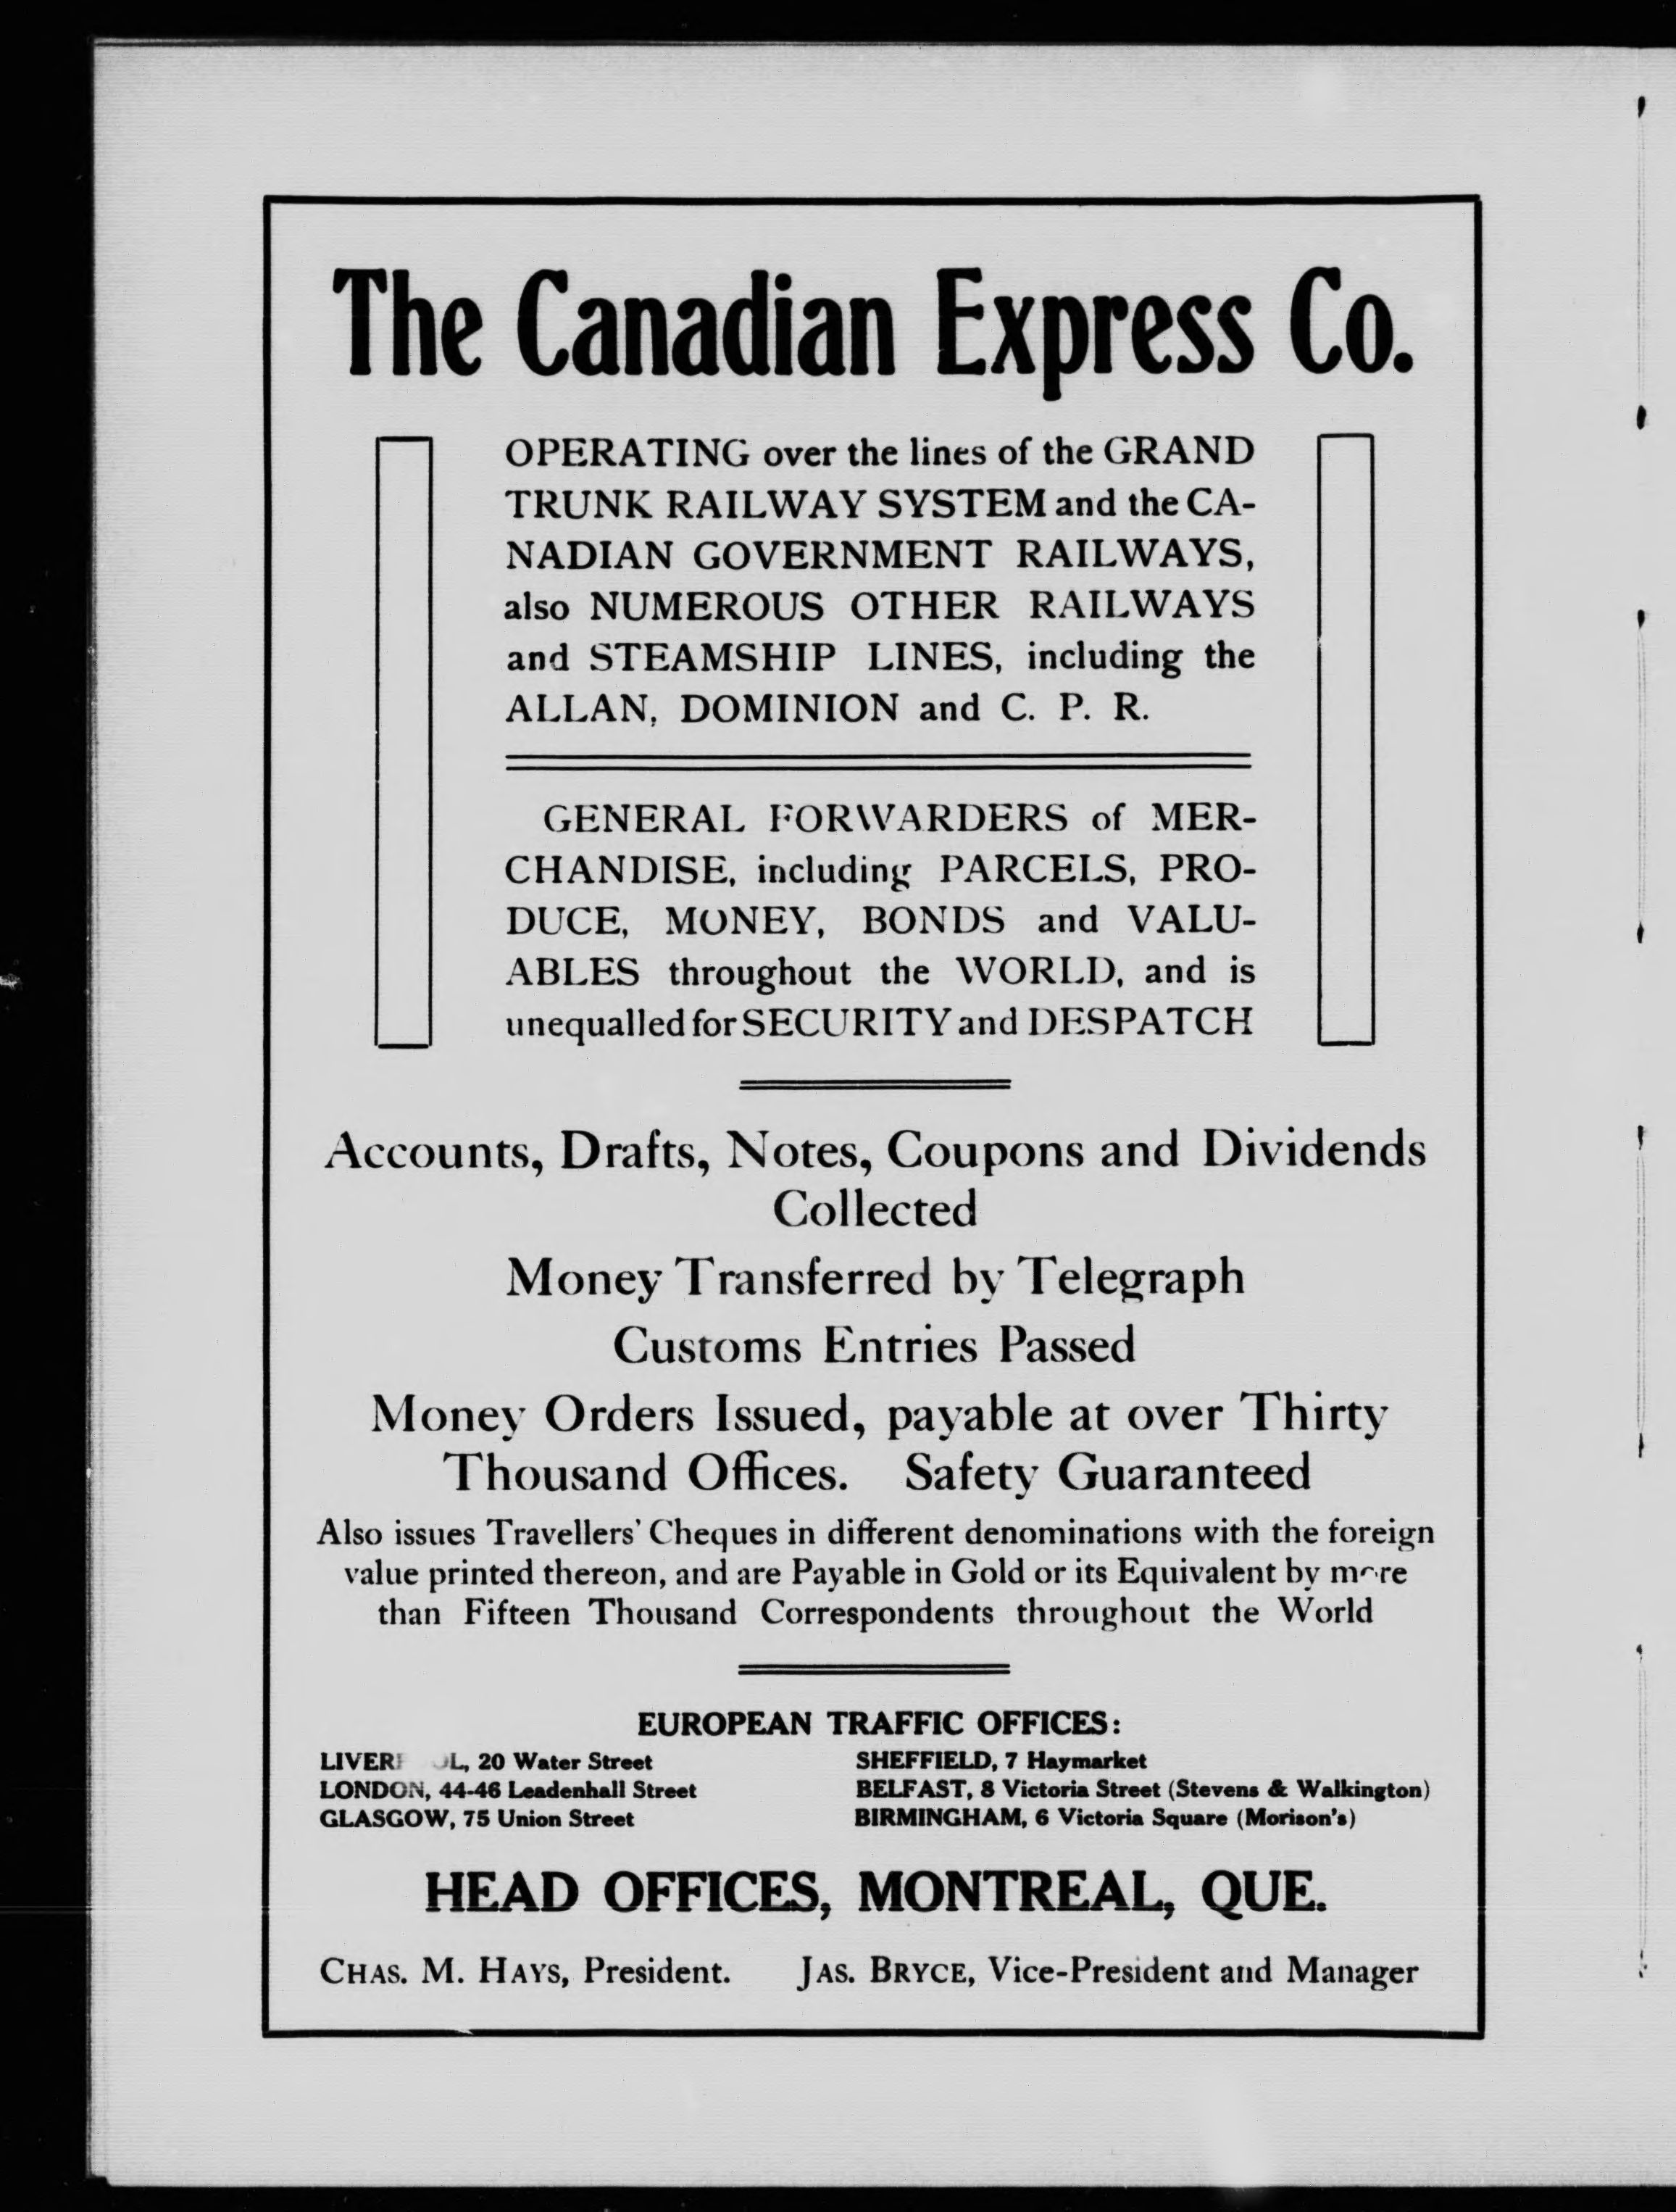 The Canadian Express Co.
OPERATING over the lines of the GRAND
TRUNK RAILWAY SYSTEM and the CA-
NADIAN GOVERNMENT RAILWAYS,
also NUMEROUS OTHER RAILWAYS
and STEAMSHIP LINES, including the
ALLAN, DOMINION and C. P. R.
GENERAL FORWARDERS of MER-
CHANDISE, including PARCELS, PRO-
DUCE, MONEY, BONDS and VALU-
ABLES throughout the WORLD, and is
unequalled for SECURITY and DESPATCH
Accounts, Drafts, Notes, Coupons and Dividends
Collected
Money Transferred by Telegraph
Customs Entries Passed
Money Orders Issued, payable at over Thirty
Thousand Offices. Safety Guaranteed
Also issues Travellers' Cheques in different denominations with the foreign
value printed thereon, and are Payable in Gold or its Equivalent by more
than Fifteen Thousand Correspondents throughout the World
EUROPEAN TRAFFIC OFFICES:
LIVERPOOL, 20 Water Street
LONDON, 44-46 Leadenhall Street
GLASGOW, 75 Union Street
SHEFFIELD, 7 Haymarket
BELFAST, 8 Victoria Street (Stevens & Walkington)
BIRMINGHAM, 6 Victoria Square (Morison's)
HEAD OFFICES, MONTREAL, QUE.
CHAS. M. HAYS, President. JAS. BRYCE, Vice-President and Manager